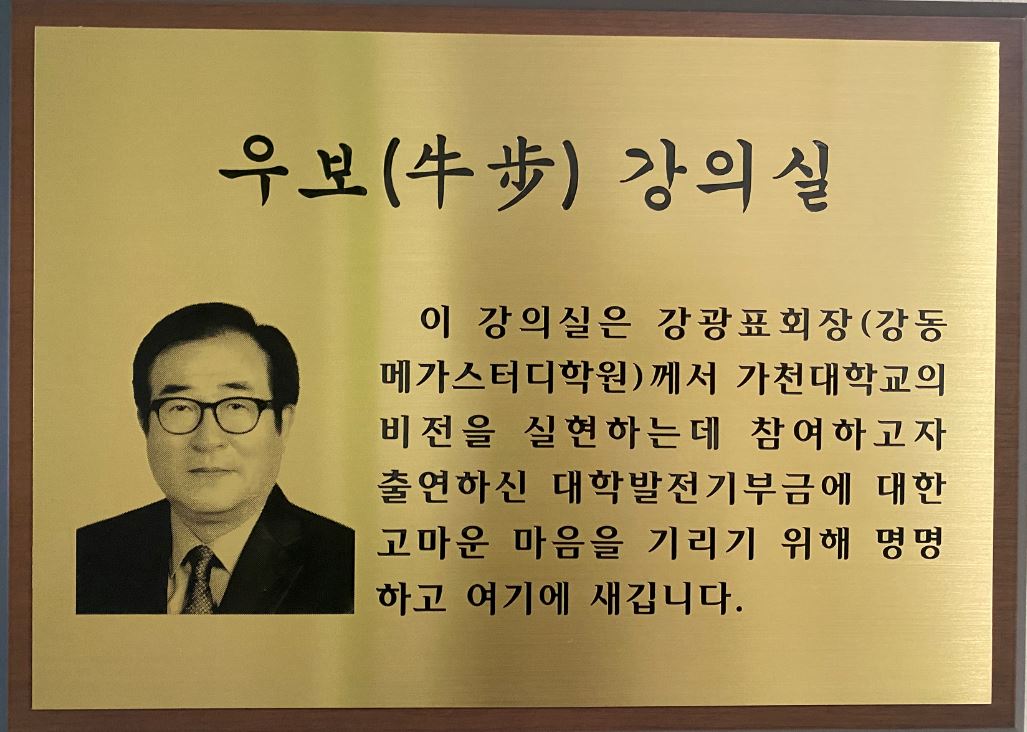 우보(牛步) 강의실
이 강의실은 강광표회장(강동
메가스터디학원)께서 가천대학교의
비전을 실현하는데 참여하고자
출연하신 대학발전기부금에 대한
고마운 마음을 기리기 위해 명명
하고 여기에 새깁니다.